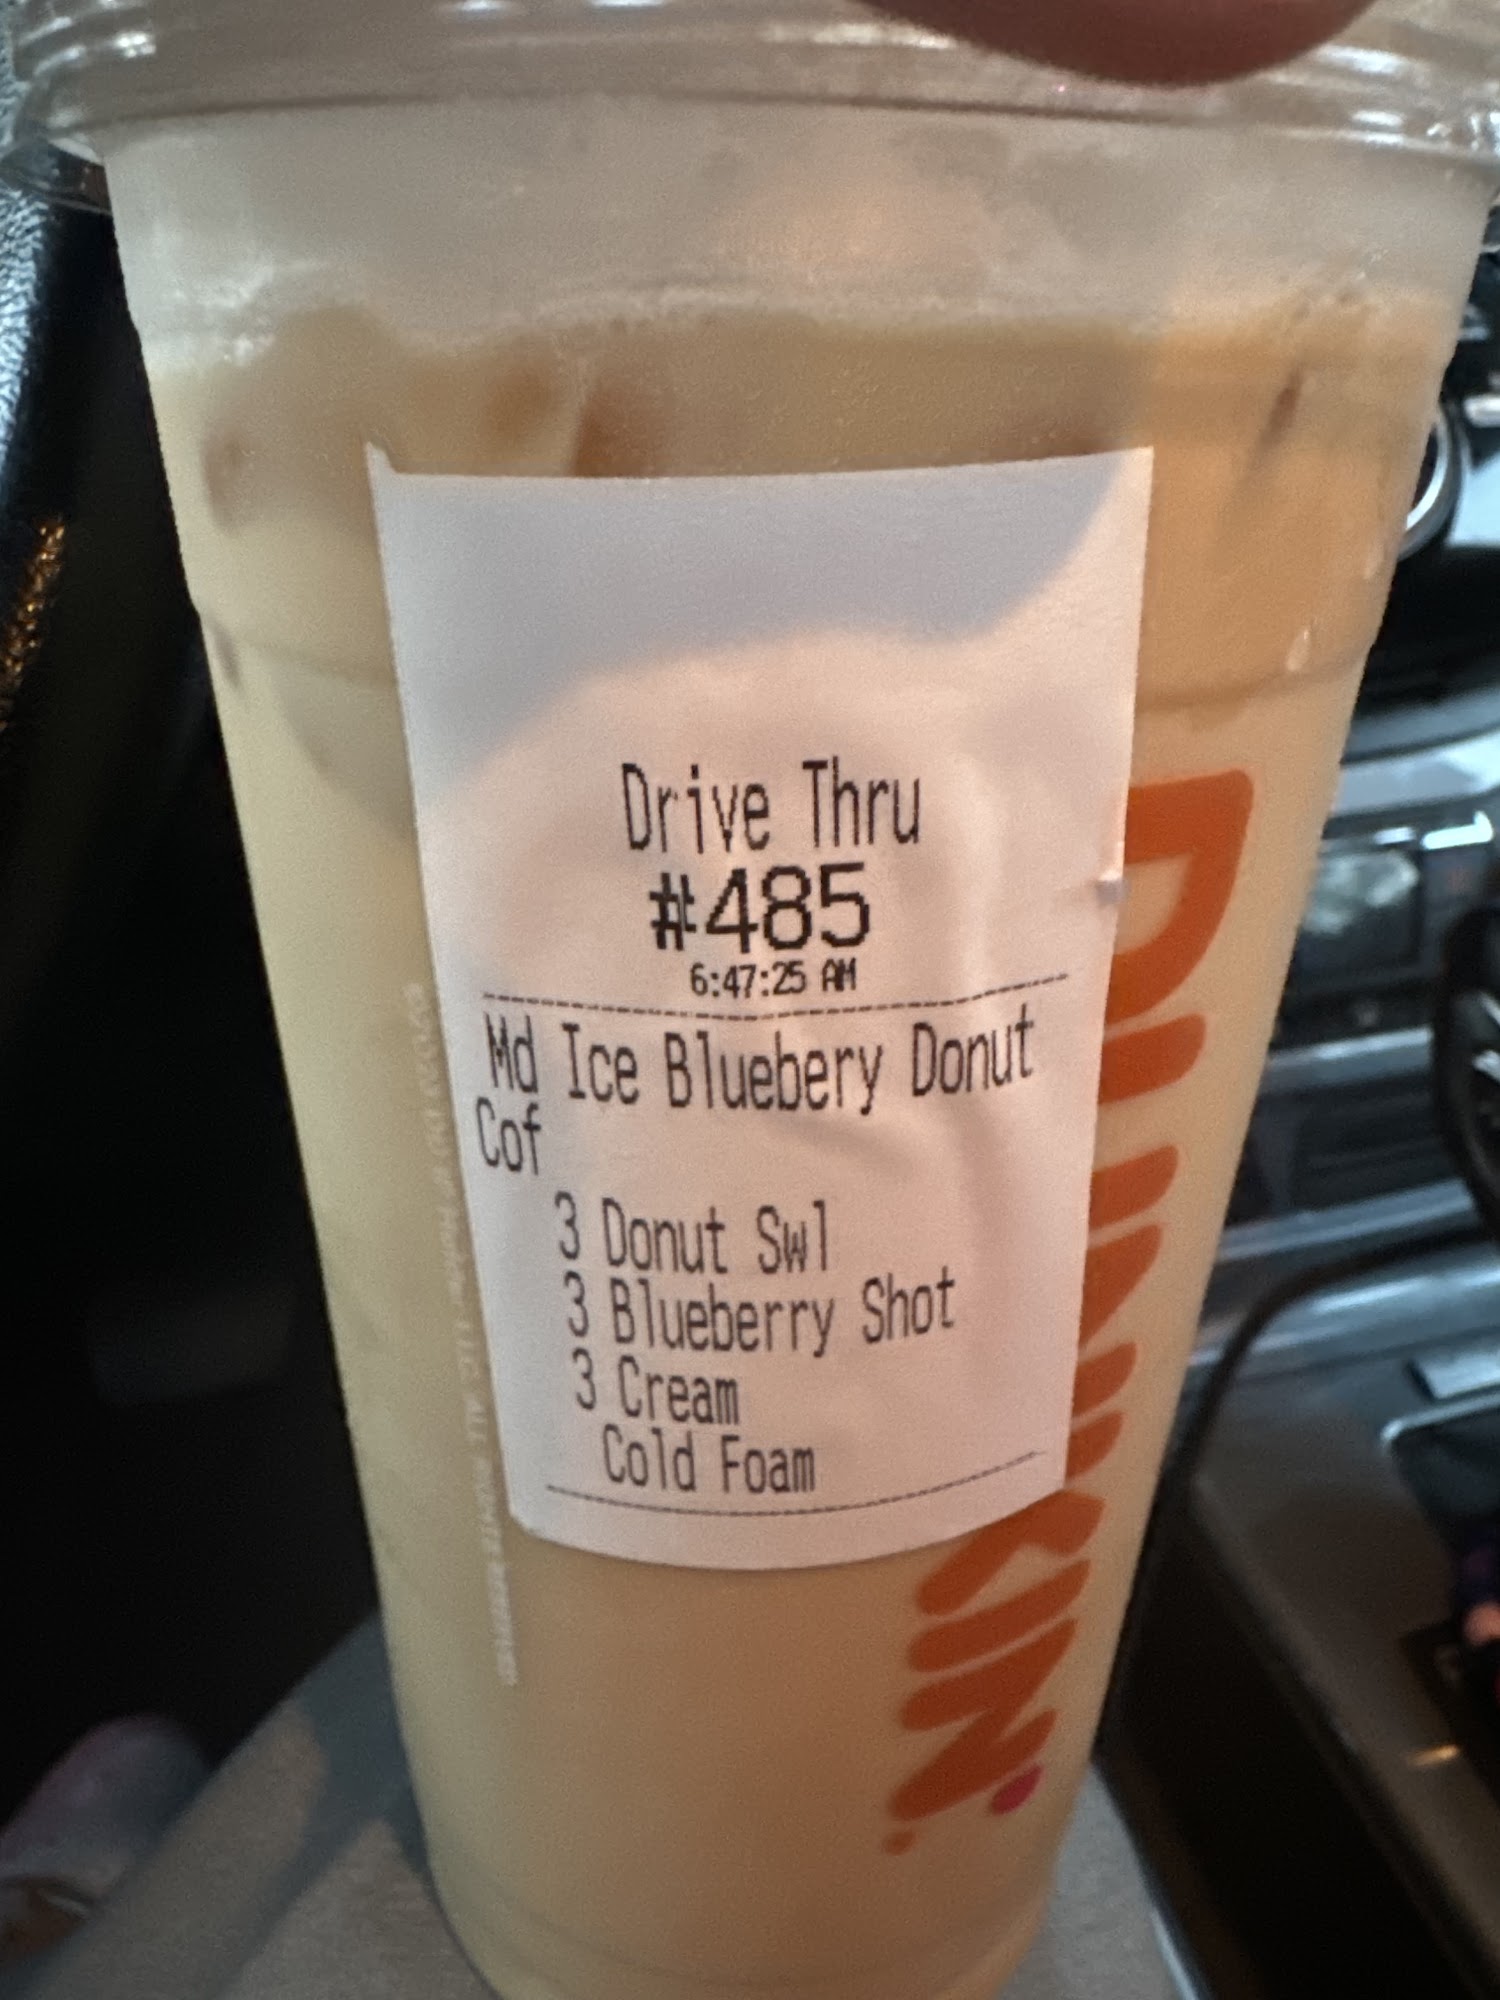 Drive Thru
#485
6:47:25 AM
Md Ice Bluebery Donut
Cof
3 Donut Swl
3 Blueberry Shot
3 Cream
Cold Foam
DUNKIN